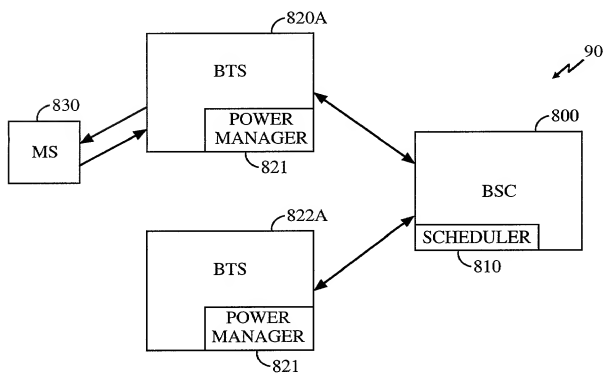 820A
BTS
POWER
MANAGER
821
830
MS
90
800
BSC
SCHEDULER
810
822A
BTS
POWER
MANAGER
821